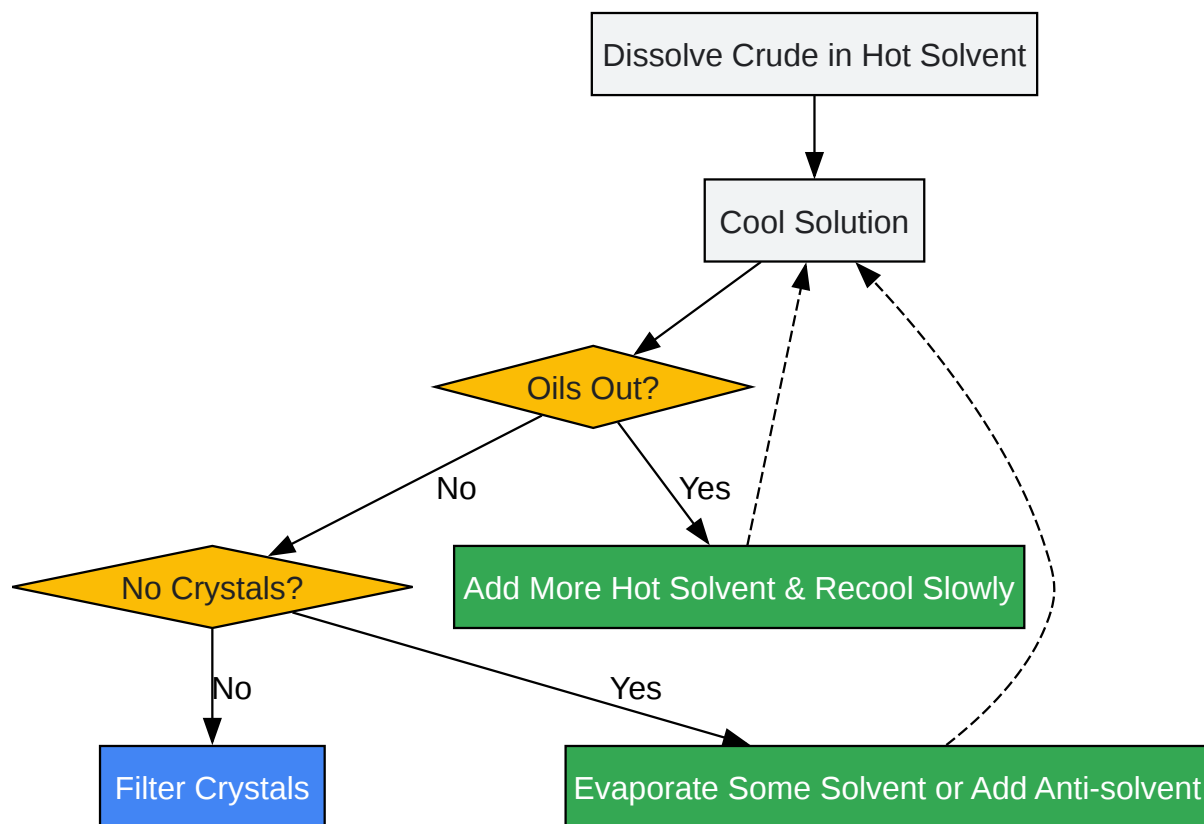 Dissolve Crude in Hot Solvent
Cool Solution
Oils Out?
No
Yes
No Crystals?
Add More Hot Solvent & Recool Slowly
No
Yes
Filter Crystals
Evaporate Some Solvent or Add Anti-solvent